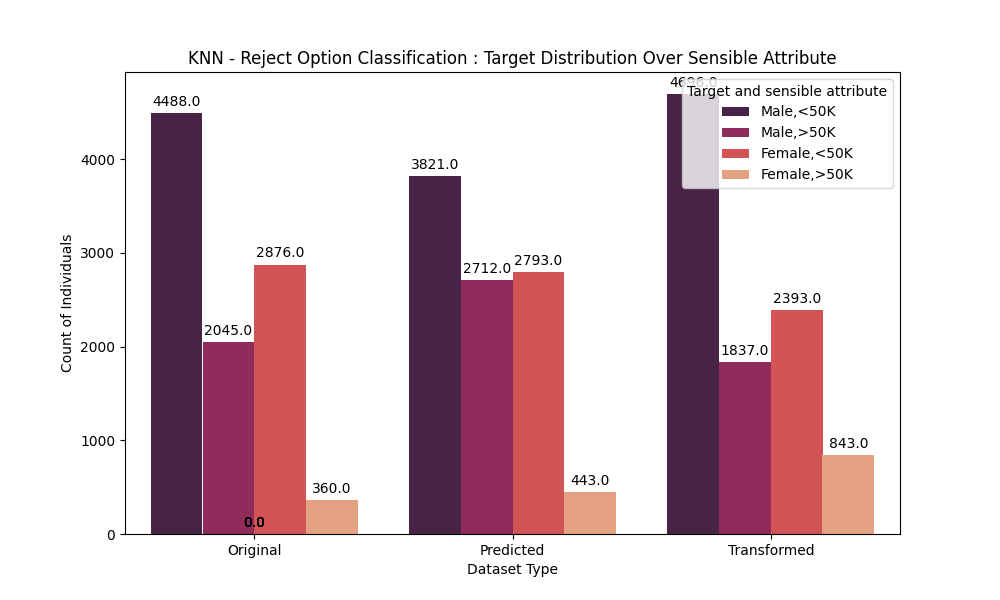 KNN - Reject Option Classification : Target Distribution Over Sensible Attribute
Target and sensible attribute
Male,<50K
Male,>50K
Female,<50K
Female,>50K
Count of Individuals
4000
3000
2000
1000
0
4488.0
2045.0
2876.0
360.0
0.0
3821.0
2712.0
2793.0
443.0
4696.0
1837.0
2393.0
843.0
Original
Predicted
Transformed
Dataset Type